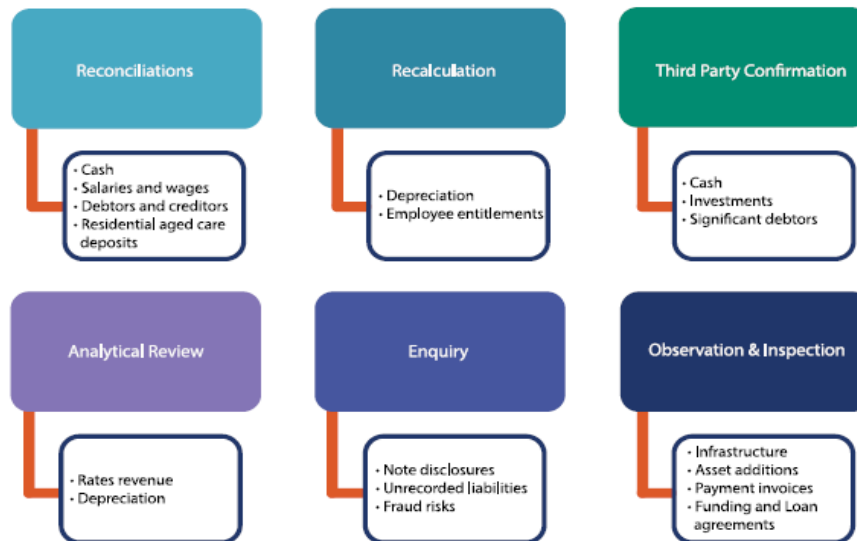 Reconciliations
• Cash
• Salaries and wages
• Debtors and creditors
• Residential aged care
deposits
Recalculation
• Depreciation
• Employee entitlements
Third Party Confirmation
• Cash
• Investments
• Significant debtors
Analytical Review
• Rates revenue
• Depreciation
Enquiry
• Note disclosures
• Unrecorded liabilities
• Fraud risks
Observation & Inspection
• Infrastructure
• Asset additions
• Payment invoices
• Funding and Loan
agreements